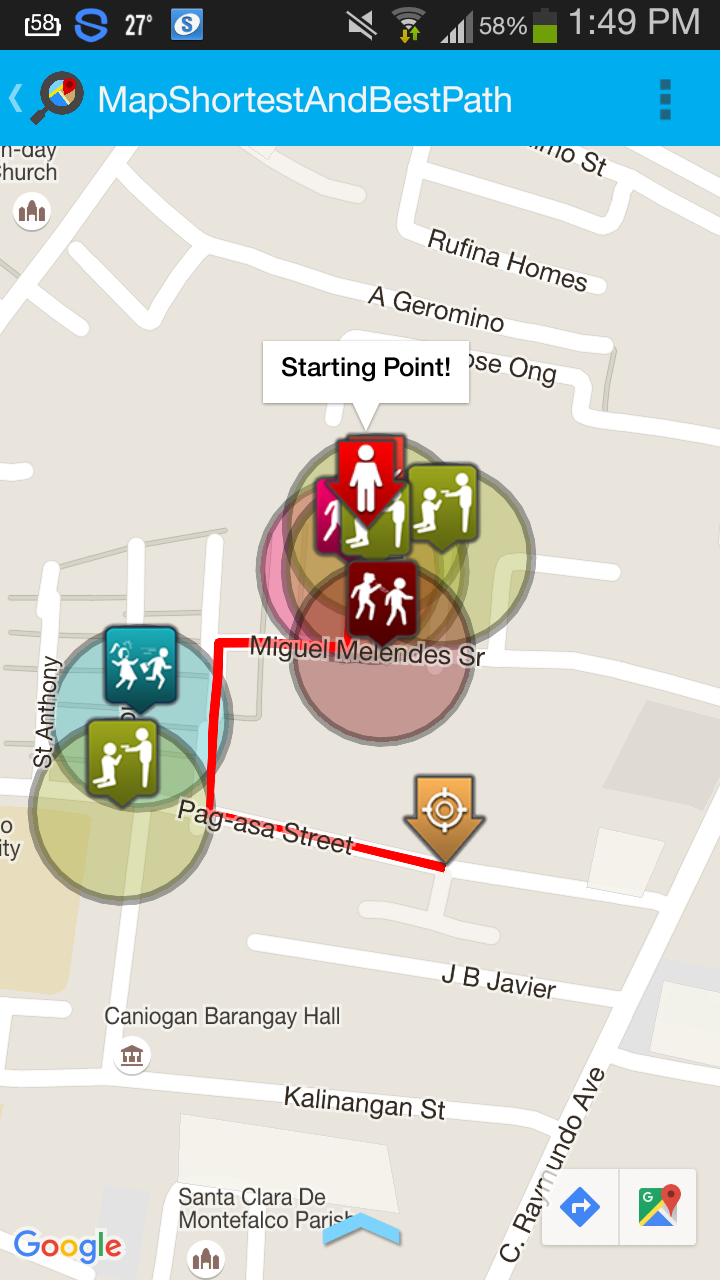 58 27° 58% 1:49 PM
MapShortestAndBestPath
n-day
Church
St
Rufina Homes
A Geromino
ose Ong
Starting Point!
Miguel Melendes Sr
St Anthony
Pag-asa Street
o
ity
J B Javier
Caniogan Barangay Hall
Kalinangan St
C. Raymundo Ave
Santa Clara De
Montefalco Parish
Google